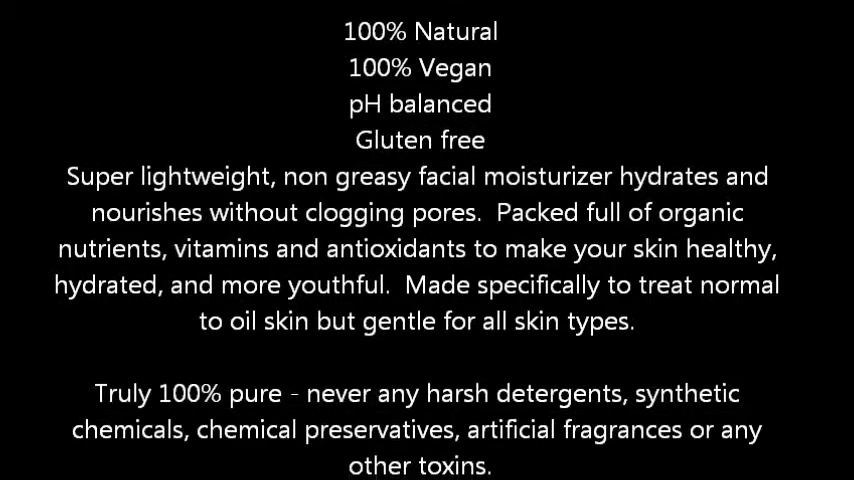 100% Natural
100% Vegan
pH balanced
Gluten free
Super lightweight, non greasy facial moisturizer hydrates and
nourishes without clogging pores.  Packed full of organic
nutrients, vitamins and antioxidants to make your skin healthy,
hydrated, and more youthful.  Made specifically to treat normal
to oil skin but gentle for all skin types.

Truly 100% pure - never any harsh detergents, synthetic
chemicals, chemical preservatives, artificial fragrances or any
other toxins.